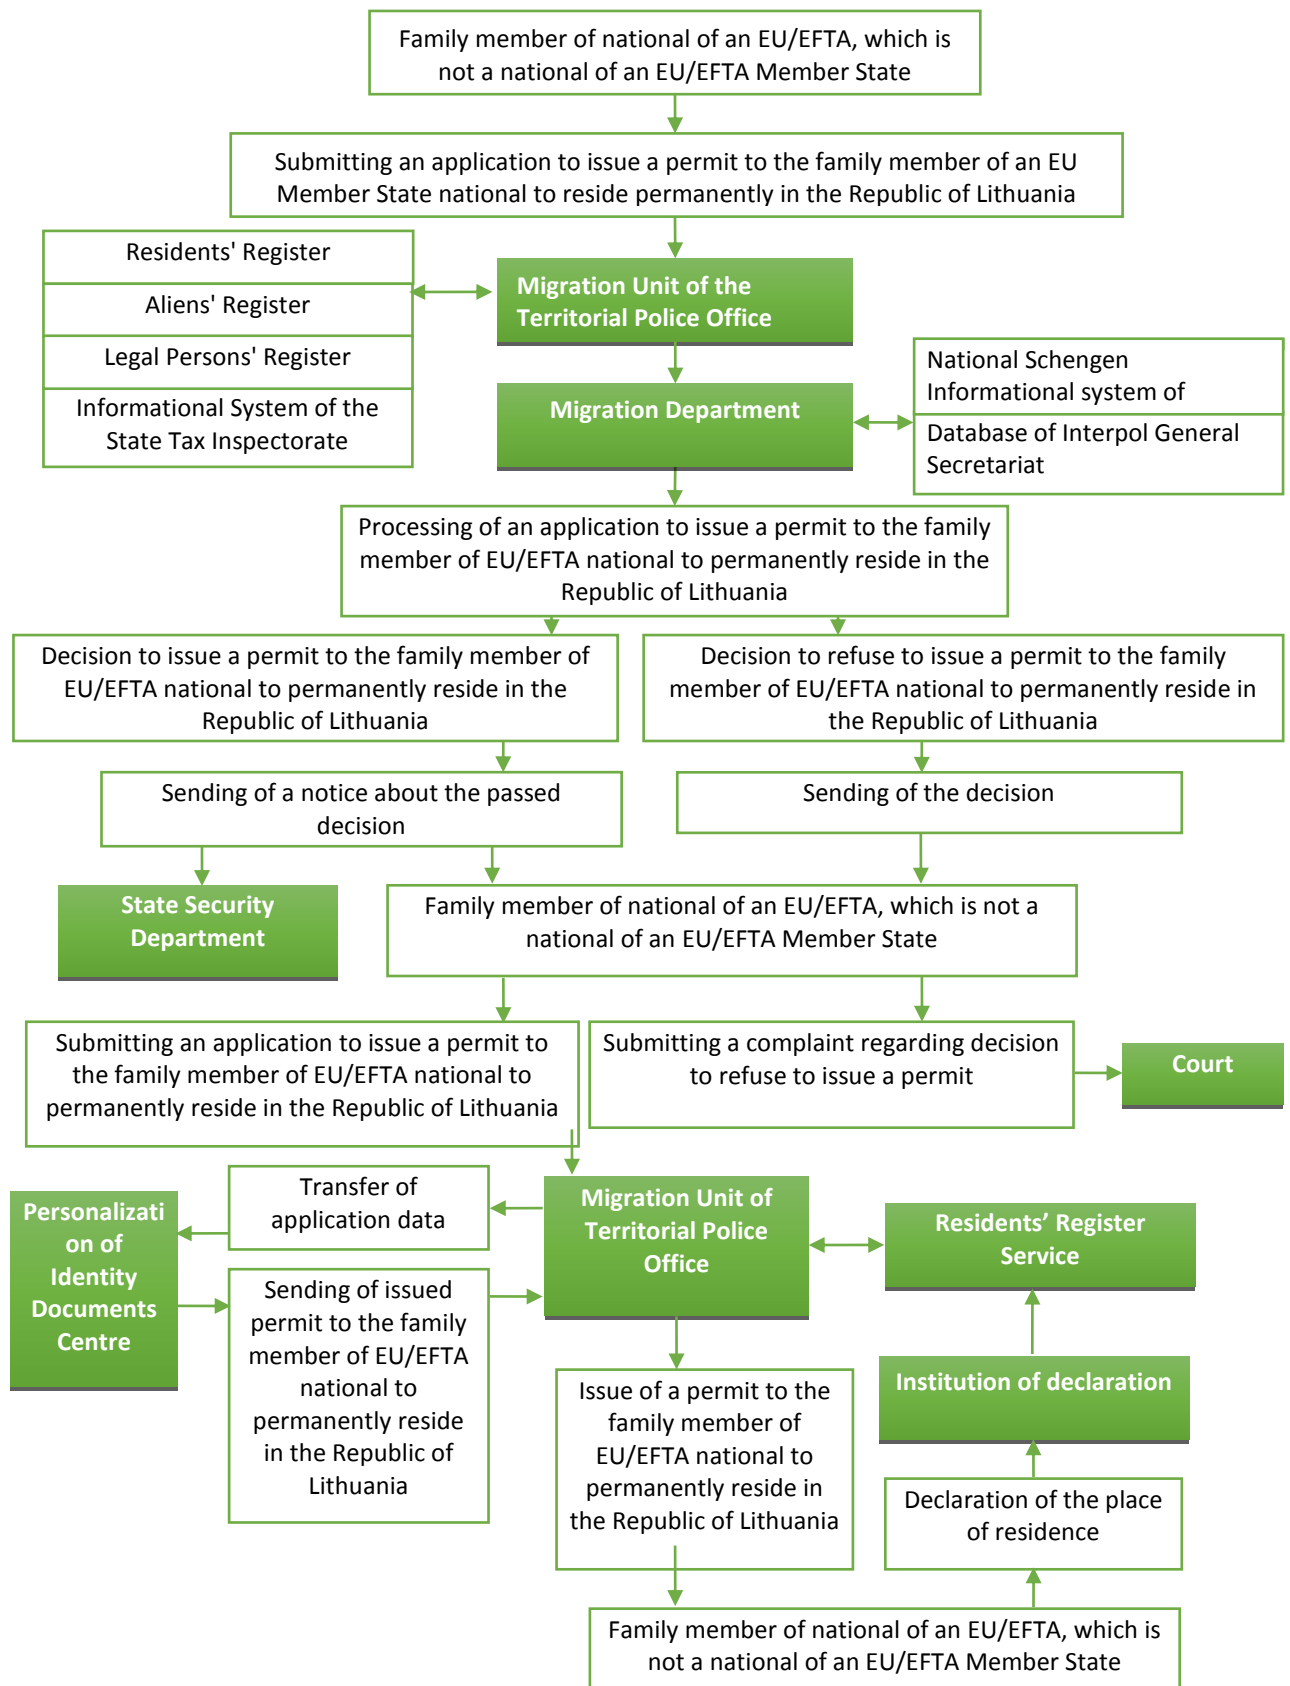 Family member of national of an EU/EFTA, which is
not a national of an EU/EFTA Member State
Submitting an application to issue a permit to the family member of an EU
Member State national to reside permanently in the Republic of Lithuania
Residents' Register
Aliens' Register
Legal Persons' Register
Informational System of the
State Tax Inspectorate
Migration Unit of the
Territorial Police Office
Migration Department
National Schengen
Informational system of
Database of Interpol General
Secretariat
Processing of an application to issue a permit to the family
member of EU/EFTA national to permanently reside in the
Republic of Lithuania
Decision to issue a permit to the family member of
EU/EFTA national to permanently reside in the
Republic of Lithuania
Decision to refuse to issue a permit to the family
member of EU/EFTA national to permanently reside in
the Republic of Lithuania
Sending of a notice about the passed
decision
Sending of the decision
State Security
Department
Family member of national of an EU/EFTA, which is not a
national of an EU/EFTA Member State
Submitting an application to issue a permit to
the family member of EU/EFTA national to
permanently reside in the Republic of Lithuania
Submitting a complaint regarding decision
to refuse to issue a permit
Court
Personalizati
on of
Identity
Documents
Centre
Transfer of
application data
Sending of issued
permit to the family
member of EU/EFTA
national to
permanently reside
in the Republic of
Lithuania
Migration Unit of
Territorial Police
Office
Residents’ Register
Service
Institution of declaration
Issue of a permit to the
family member of
EU/EFTA national to
permanently reside in
the Republic of Lithuania
Declaration of the place
of residence
Family member of national of an EU/EFTA, which is
not a national of an EU/EFTA Member State